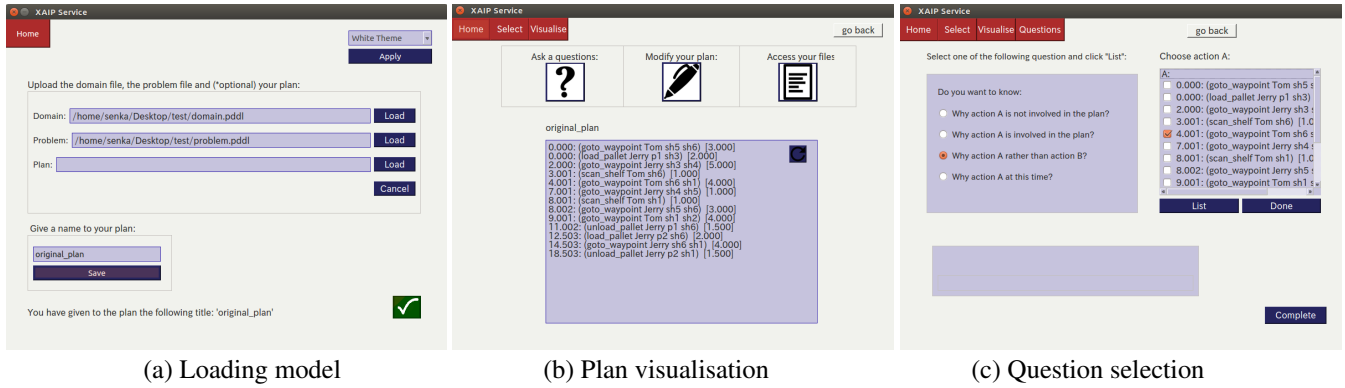 XAIP Service
Home
White Theme
Apply
Upload the domain file, the problem file and (*optional) your plan:
Domain: /home/senka/Desktop/test/domain.pddl Load
Problem: /home/senka/Desktop/test/problem.pddl Load
Plan: Load
Cancel
Give a name to your plan:
original_plan
Save
You have given to the plan the following title: 'original_plan'
(a) Loading model
XAIP Service
Home Select Visualise
go back
Ask a questions: Modify your plan: Access your files
?
original_plan
0.000: (goto_waypoint Tom sh5 sh6) [3.000]
0.000: (load_pallet Jerry p1 sh3) [2.000]
2.000: (goto_waypoint Jerry sh3 sh4) [5.000]
3.001: (scan_shelf Tom sh6) [1.000]
4.001: (goto_waypoint Tom sh6 sh1) [4.000]
7.001: (goto_waypoint Jerry sh4 sh5) [1.000]
8.001: (scan_shelf Tom sh1) [1.000]
8.002: (goto_waypoint Jerry sh5 sh6) [3.000]
9.001: (goto_waypoint Tom sh1 sh2) [4.000]
11.002: (unload_pallet Jerry p1 sh6) [1.500]
12.503: (load_pallet Jerry p2 sh6) [2.000]
14.503: (goto_waypoint Jerry sh6 sh1) [4.000]
18.503: (unload_pallet Jerry p2 sh1) [1.500]
(b) Plan visualisation
XAIP Service
Home Select Visualise Questions
go back
Select one of the following question and click "List":
Do you want to know:
Why action A is not involved in the plan?
Why action A is involved in the plan?
Why action A rather than action B?
Why action A at this time?
Choose action A:
A:
0.000: (goto_waypoint Tom sh5 s
0.000: (load_pallet Jerry p1 sh3)
2.000: (goto_waypoint Jerry sh3 s
3.001: (scan_shelf Tom sh6) [1.0
4.001: (goto_waypoint Tom sh6 s
7.001: (goto_waypoint Jerry sh4 s
8.001: (scan_shelf Tom sh1) [1.0
8.002: (goto_waypoint Jerry sh5 s
9.001: (goto_waypoint Tom sh1 s
List Done
Complete
(c) Question selection